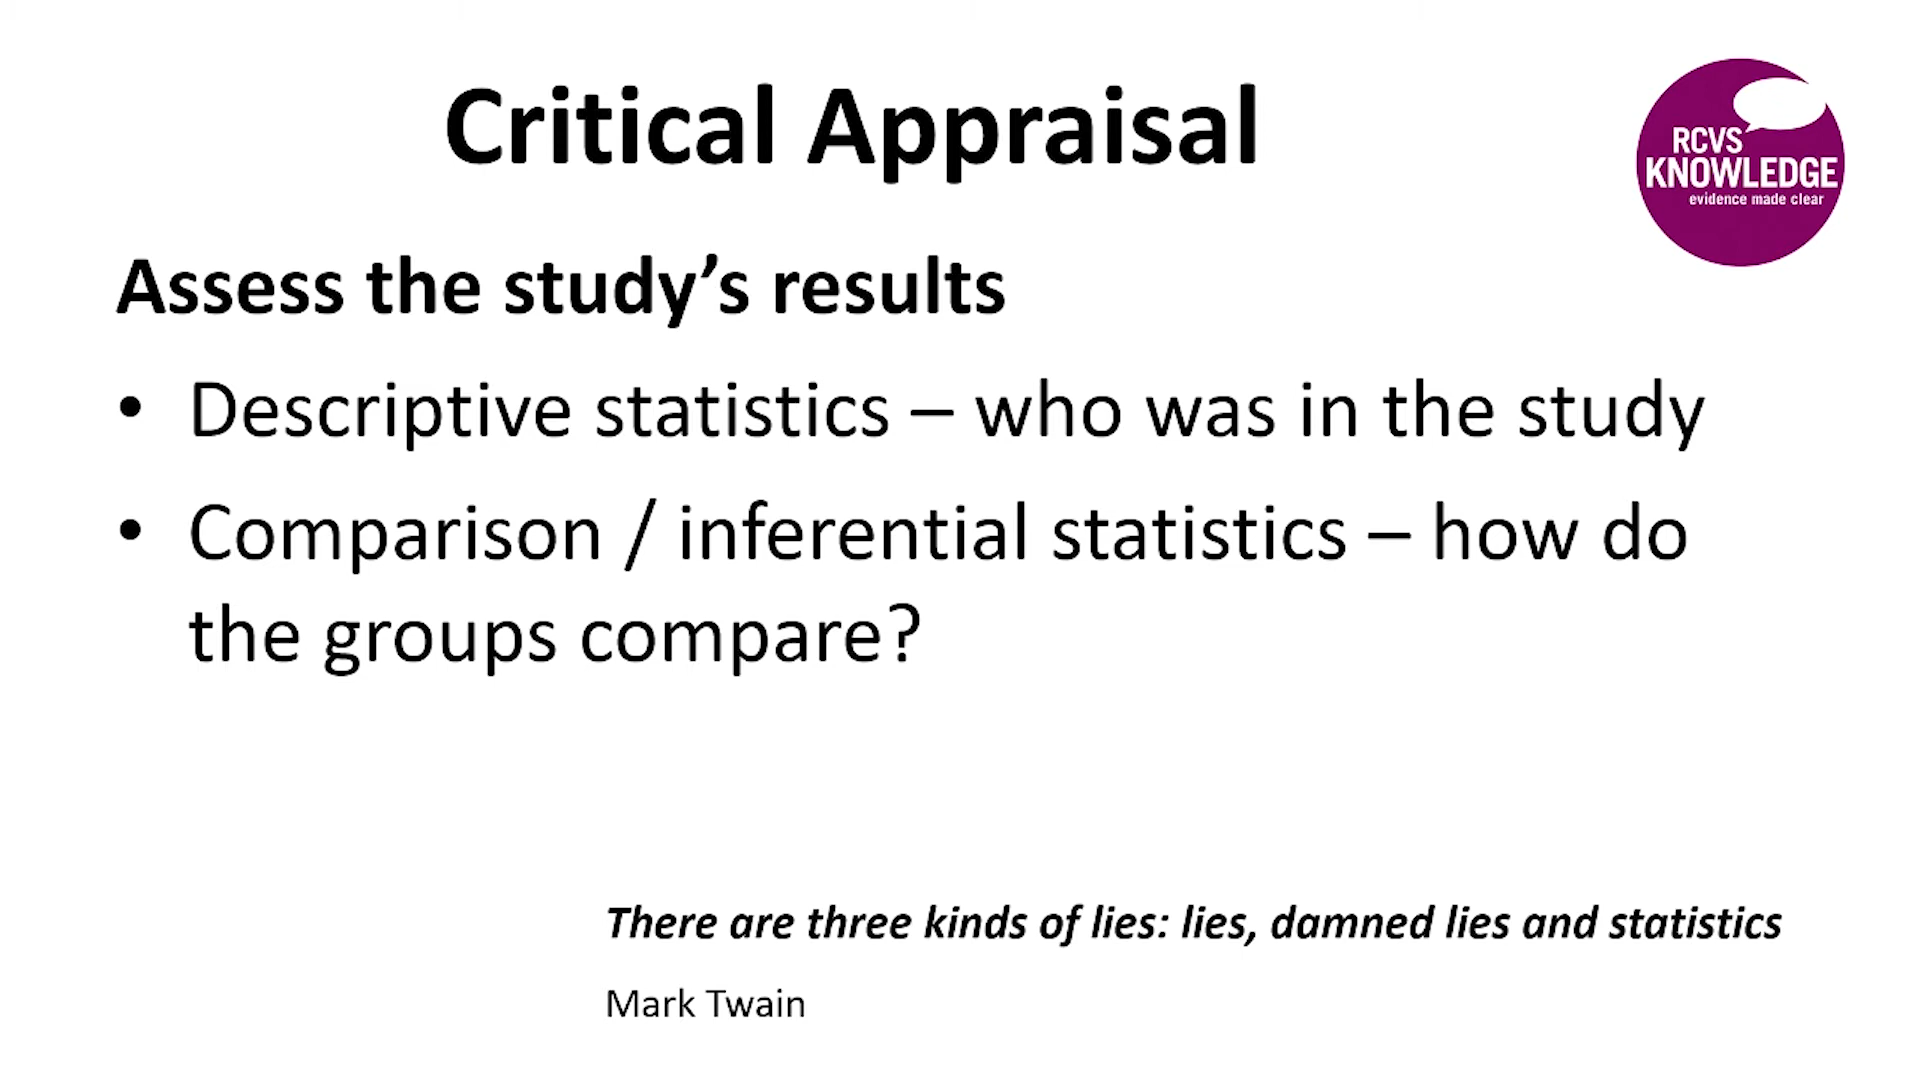 Critical Appraisal
RCVS
KNOWLEDGE
evidence made clear
Assess the study’s results
• Descriptive statistics – who was in the study
• Comparison / inferential statistics – how do
the groups compare?
There are three kinds of lies: lies, damned lies and statistics
Mark Twain